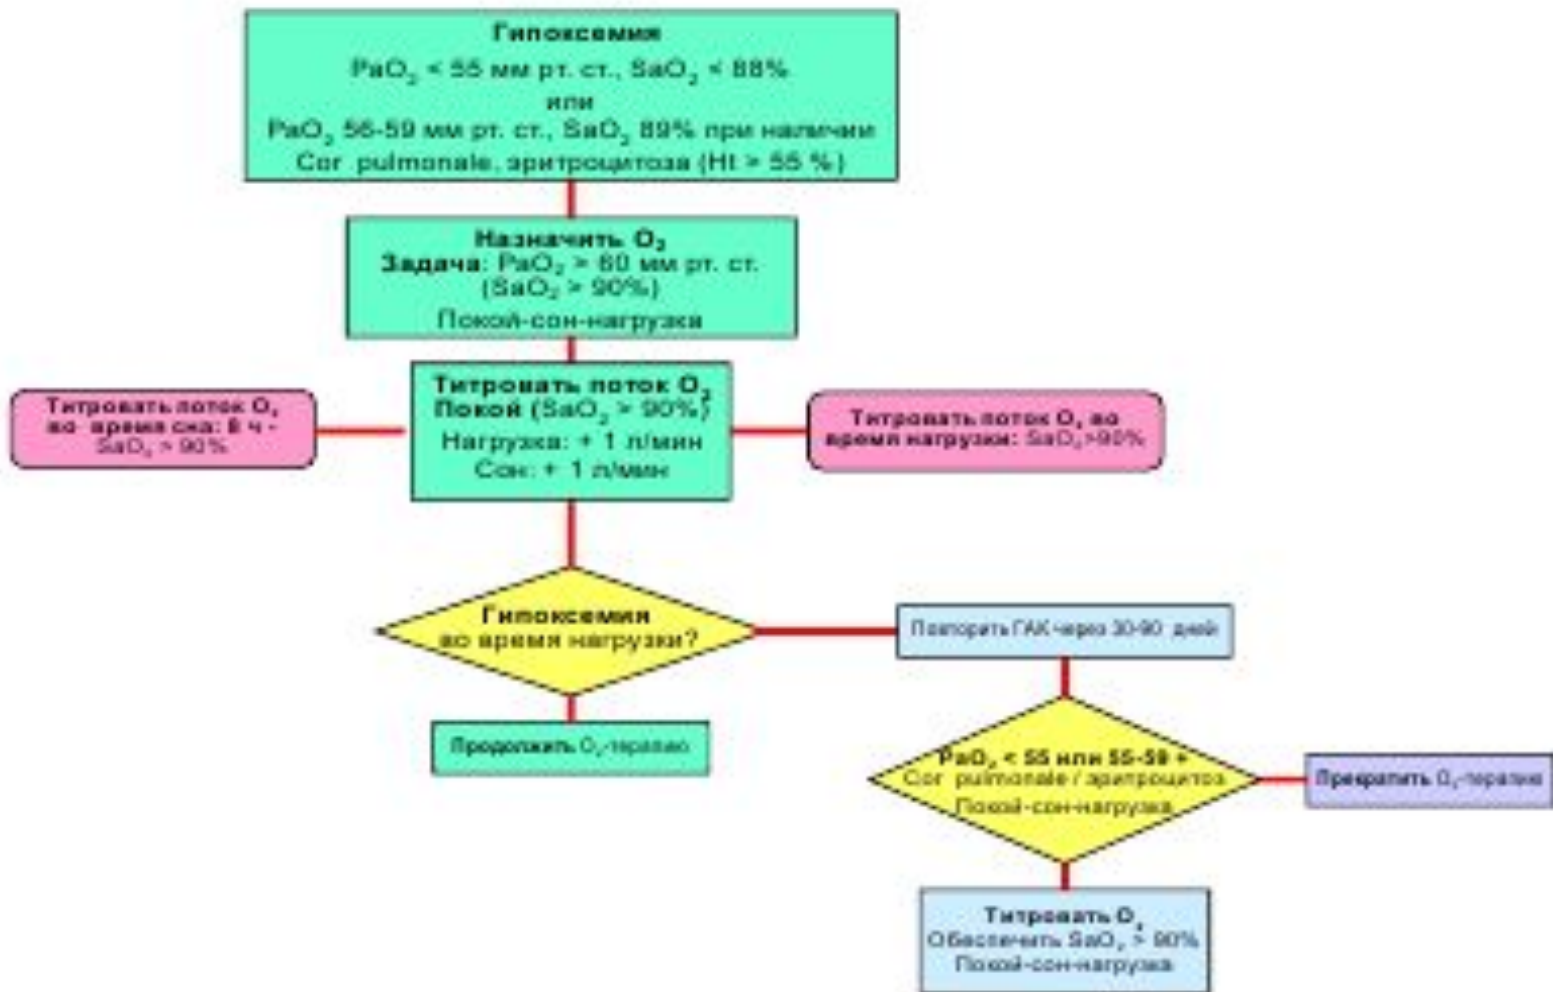 Гипоксемия
PaO₂ < 55 мм рт. ст., SaO₂ < 88%
или
PaO₂ 56-59 мм рт. ст., SaO₂ 89% при наличии
Cor pulmonale, эритроцитоза (Ht > 55 %)
Назначить O₂
Задача: PaO₂ > 60 мм рт. ст.
(SaO₂ > 90%)
Покой-сон-нагрузка
Титровать поток O₂
Покой (SaO₂ > 90%)
Нагрузка: + 1 л/мин
Сон: + 1 л/мин
Титровать поток O₂
во время сна: 8 ч -
SaO₂ > 90%
Титровать поток O₂ во
время нагрузки: SaO₂>90%
Гипоксемия
во время нагрузки?
Повторить ГАК через 30-90 дней
Продолжить O₂-терапию
PaO₂ < 55 или 55-59 +
Cor pulmonale / эритроцитоз
Покой-сон-нагрузка
Прекратить O₂-терапию
Титровать O₂
Обеспечить SaO₂ > 90%
Покой-сон-нагрузка